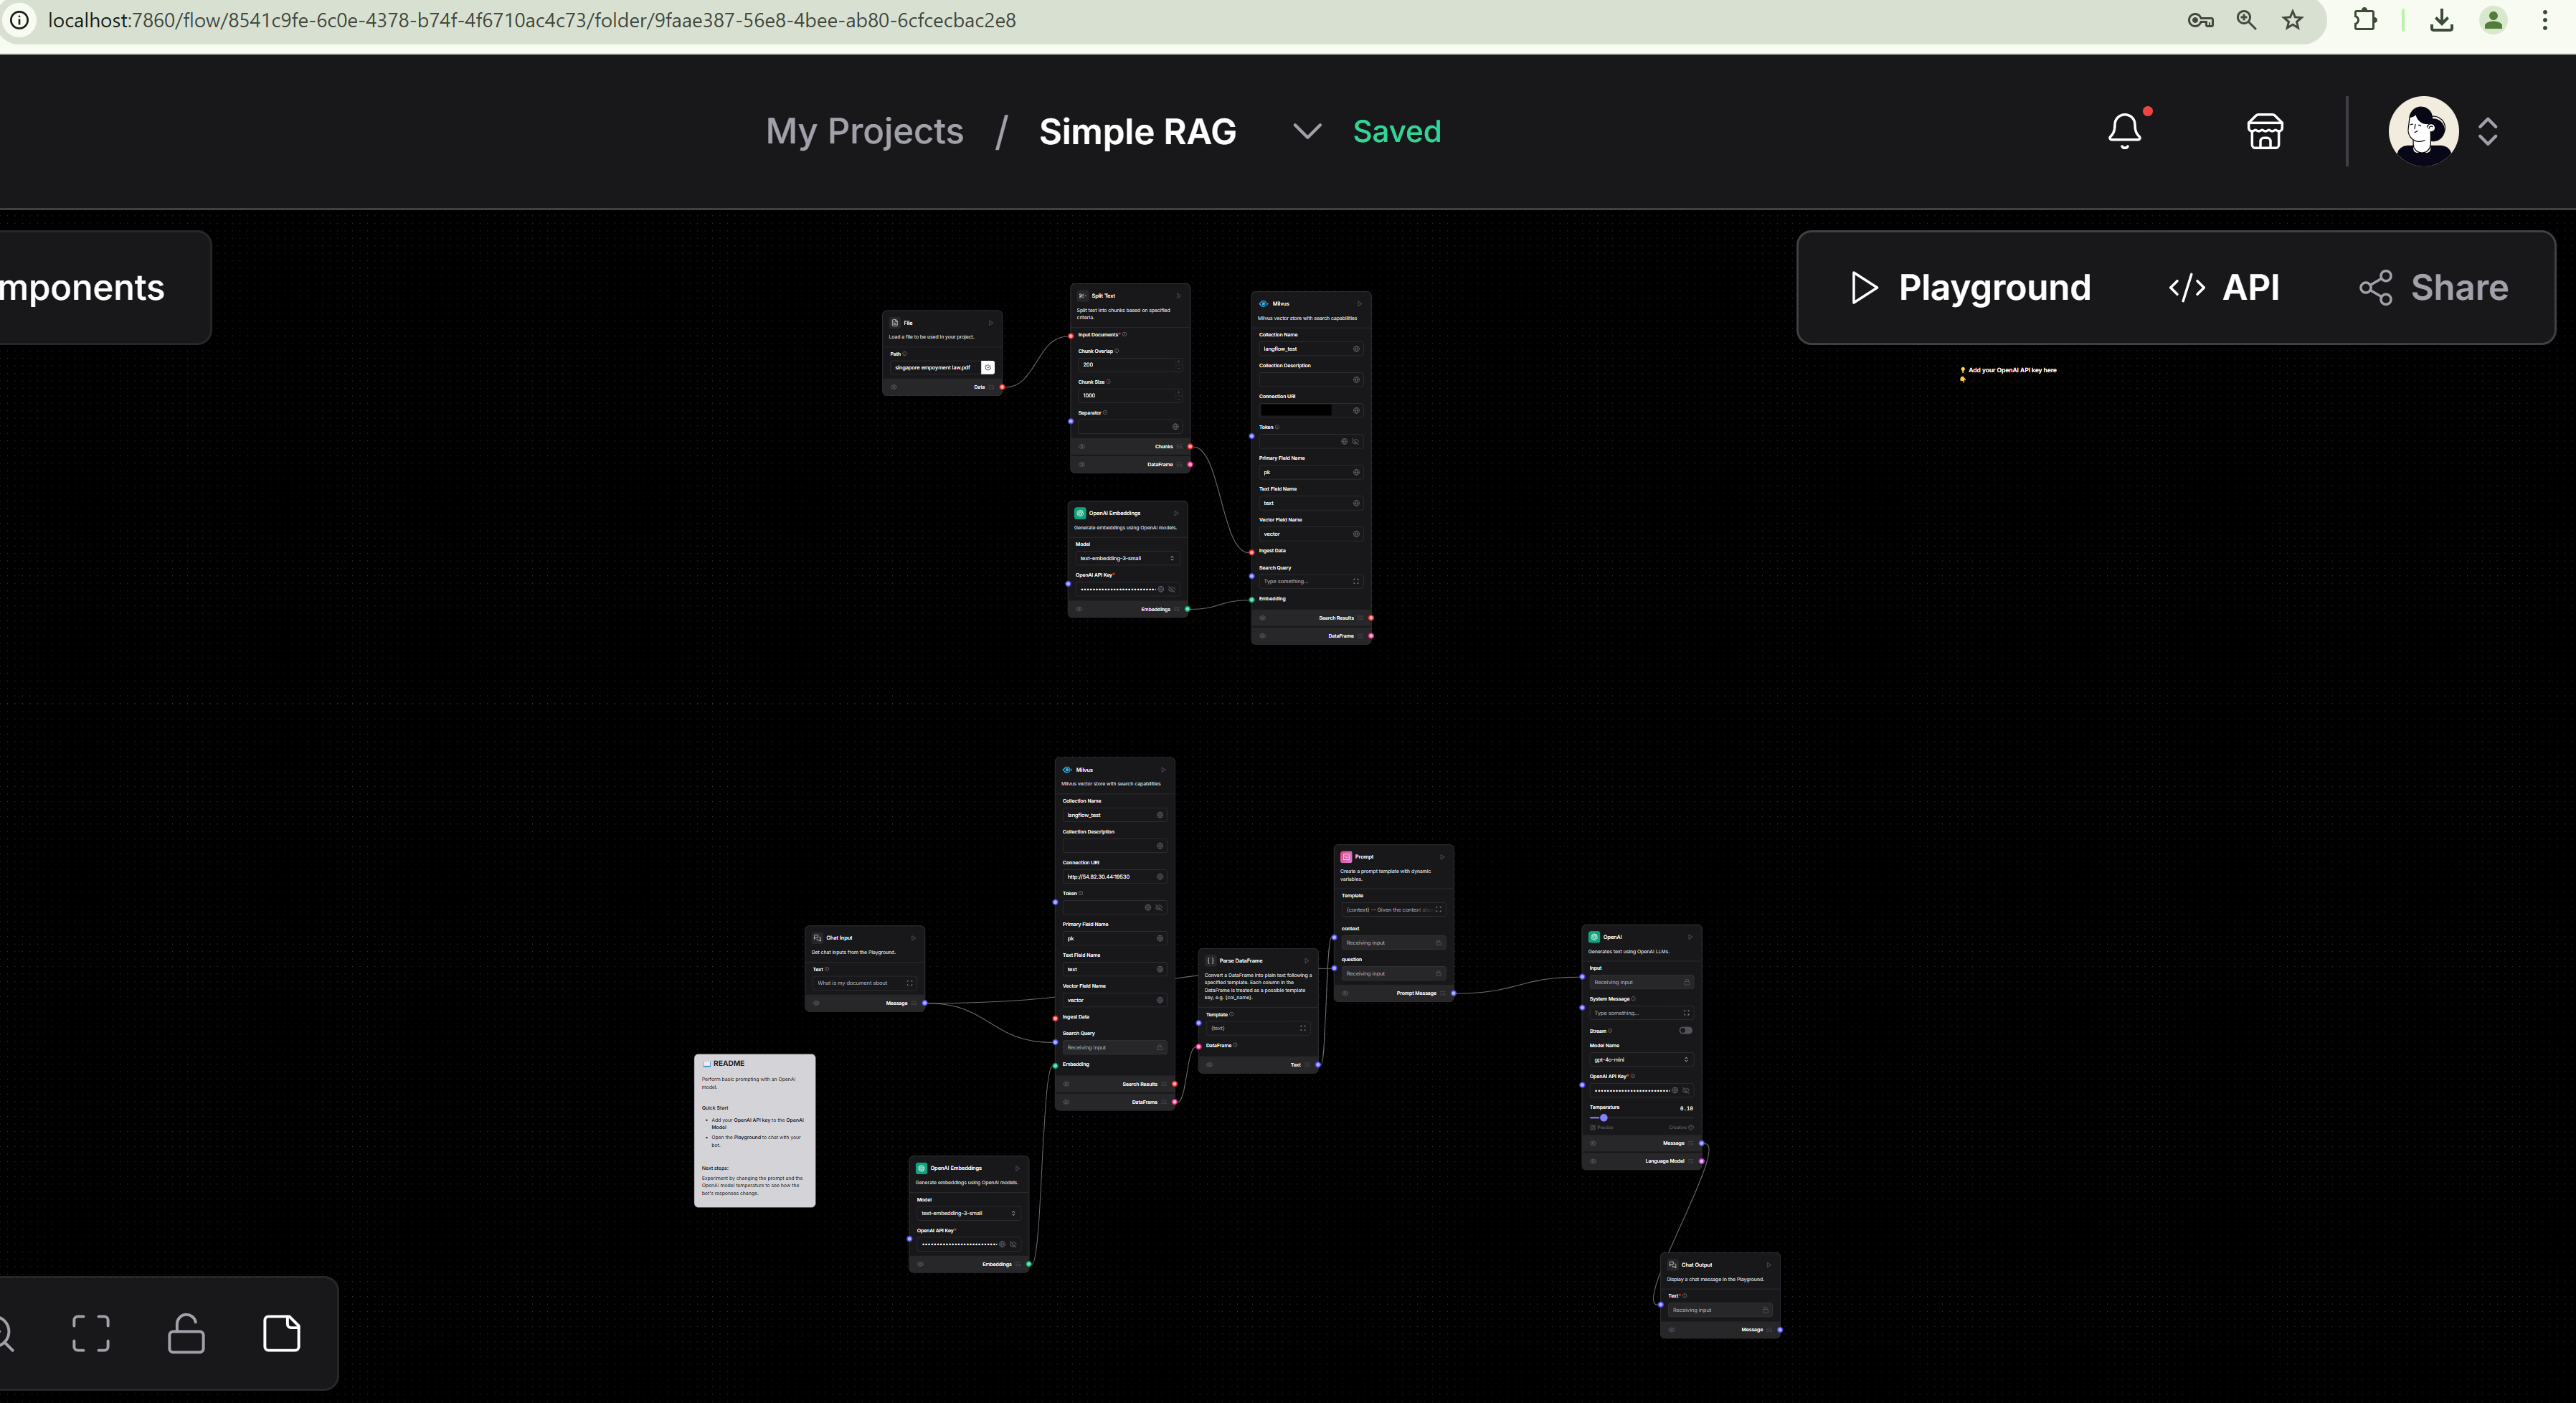 localhost:7860/flow/8541c9fe-6c0e-4378-b74f-4f6710ac4c73/folder/9faae387-56e8-4bee-ab80-6cfcecbac2e8
My Projects / Simple RAG Saved
mponents
Playground API Share
💡 Add your OpenAI API key here
👇
File
Load a file to be used in your project.
Path
singapore empoyment law.pdf
Data
Split Text
Split text into chunks based on specified
criteria.
Input Documents*
Chunk Overlap
200
Chunk Size
1000
Separator
Chunks
DataFrame
OpenAI Embeddings
Generate embeddings using OpenAI models.
Model
text-embedding-3-small
OpenAI API Key*
Embeddings
Milvus
Milvus vector store with search capabilities
Collection Name
langflow_test
Collection Description
Connection URI
Token
Primary Field Name
pk
Text Field Name
text
Vector Field Name
vector
Ingest Data
Search Query
Type something...
Embedding
Search Results
DataFrame
Chat Input
Get chat inputs from the Playground.
Text
What is my document about
Message
README
Perform basic prompting with an OpenAI
model.
Quick Start
• Add your OpenAI API key to the OpenAI
Model
• Open the Playground to chat with your
bot.
Next steps:
Experiment by changing the prompt and the
OpenAI model temperature to see how the
bot's responses change.
OpenAI Embeddings
Generate embeddings using OpenAI models.
Model
text-embedding-3-small
OpenAI API Key*
Embeddings
Milvus
Milvus vector store with search capabilities
Collection Name
langflow_test
Collection Description
Connection URI
http://54.82.30.44:19530
Token
Primary Field Name
pk
Text Field Name
text
Vector Field Name
vector
Ingest Data
Search Query
Receiving input
Embedding
Search Results
DataFrame
Parse DataFrame
Convert a DataFrame into plain text following a
specified template. Each column in the
DataFrame is treated as a possible template
key, e.g. {col_name}.
Template
{text}
DataFrame
Text
Prompt
Create a prompt template with dynamic
variables.
Template
{context} -- Given the context
context
Receiving input
question
Receiving input
Prompt Message
OpenAI
Generates text using OpenAI LLMs.
Input
Receiving input
System Message
Type something...
Stream
Model Name
gpt-4o-mini
OpenAI API Key*
Temperature 0.10
Precise Creative
Message
Language Model
Chat Output
Display a chat message in the Playground.
Text*
Receiving input
Message